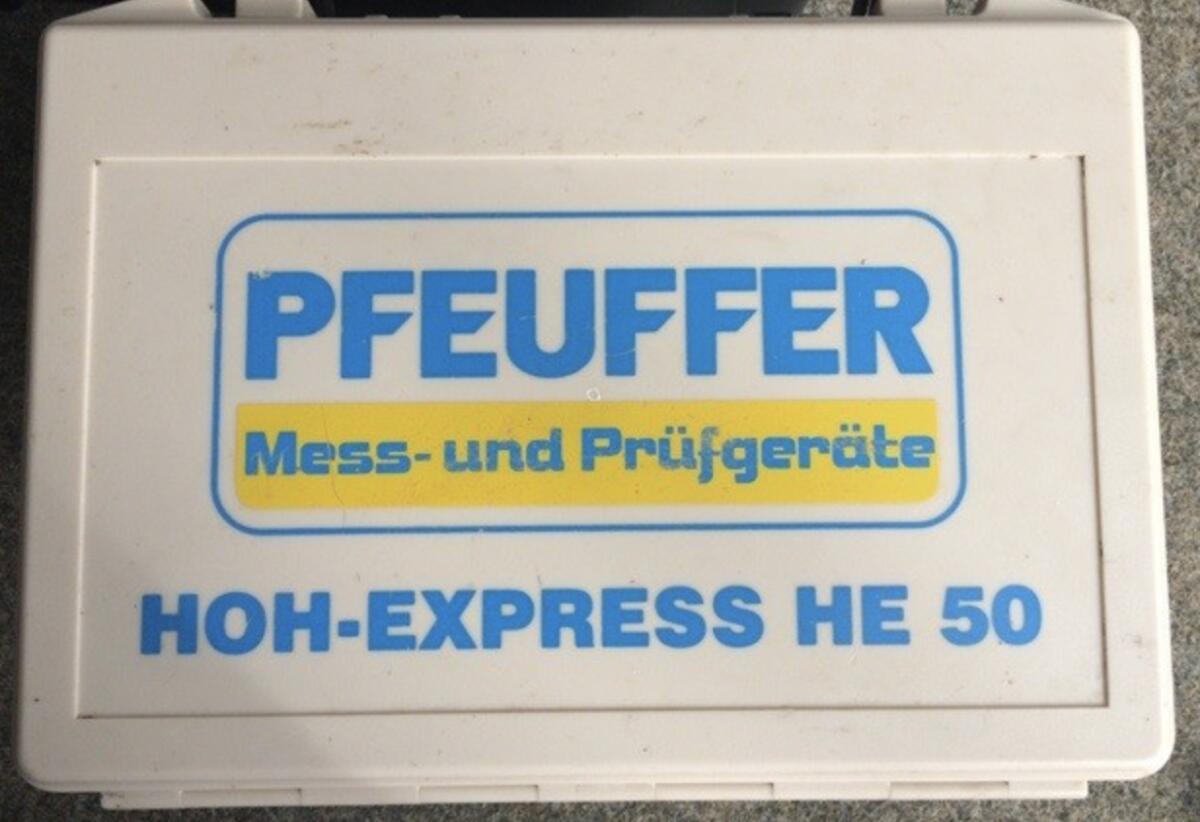 PFEUFFER
Mess- und Prüfgeräte
HOH-EXPRESS HE 50